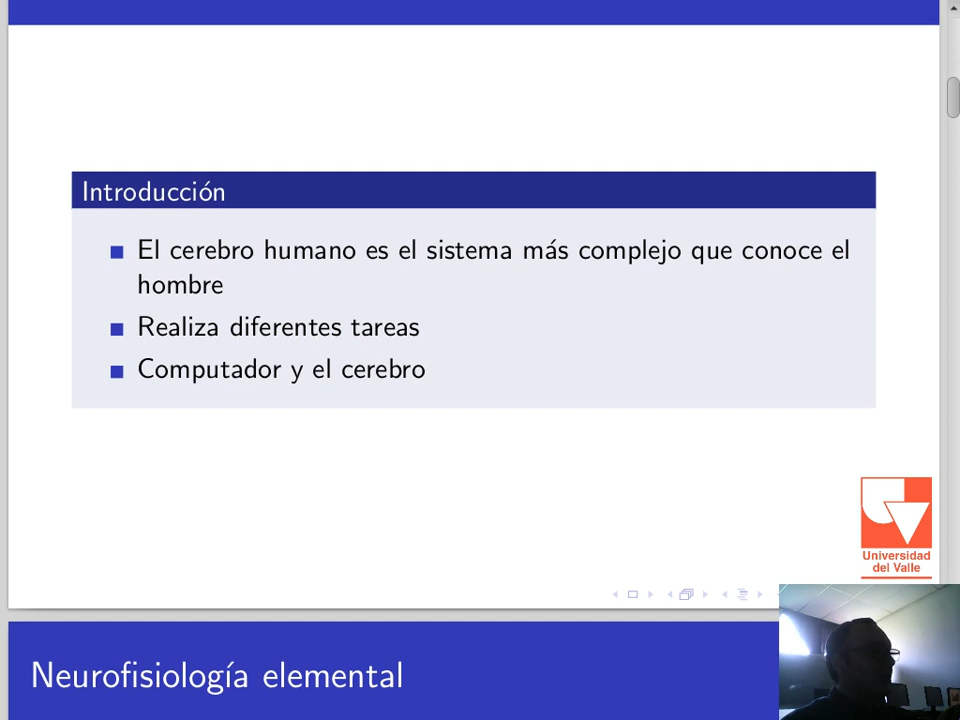 Introducción
El cerebro humano es el sistema más complejo que conoce el
hombre
Realiza diferentes tareas
Computador y el cerebro
Universidad
del Valle
Neurofisiología elemental